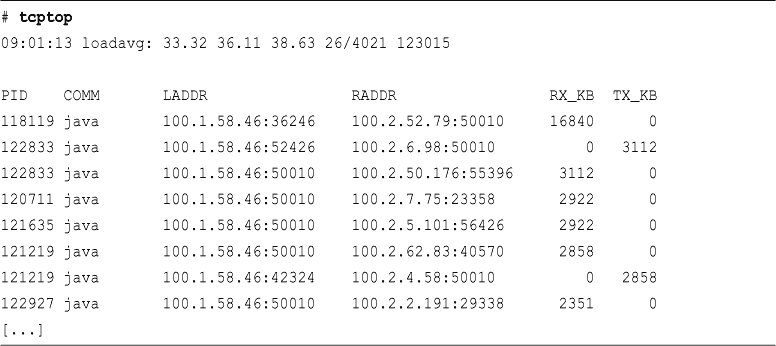 # tcptop
09:01:13 loadavg: 33.32 36.11 38.63 26/4021 123015
PID COMM LADDR RADDR RX_KB TX_KB
118119 java 100.1.58.46:36246 100.2.52.79:50010 16840 0
122833 java 100.1.58.46:52426 100.2.6.98:50010 0 3112
122833 java 100.1.58.46:50010 100.2.50.176:55396 3112 0
120711 java 100.1.58.46:50010 100.2.7.75:23358 2922 0
121635 java 100.1.58.46:50010 100.2.5.101:56426 2922 0
121219 java 100.1.58.46:50010 100.2.62.83:40570 2858 0
121219 java 100.1.58.46:42324 100.2.4.58:50010 0 2858
122927 java 100.1.58.46:50010 100.2.2.191:29338 2351 0
[...]